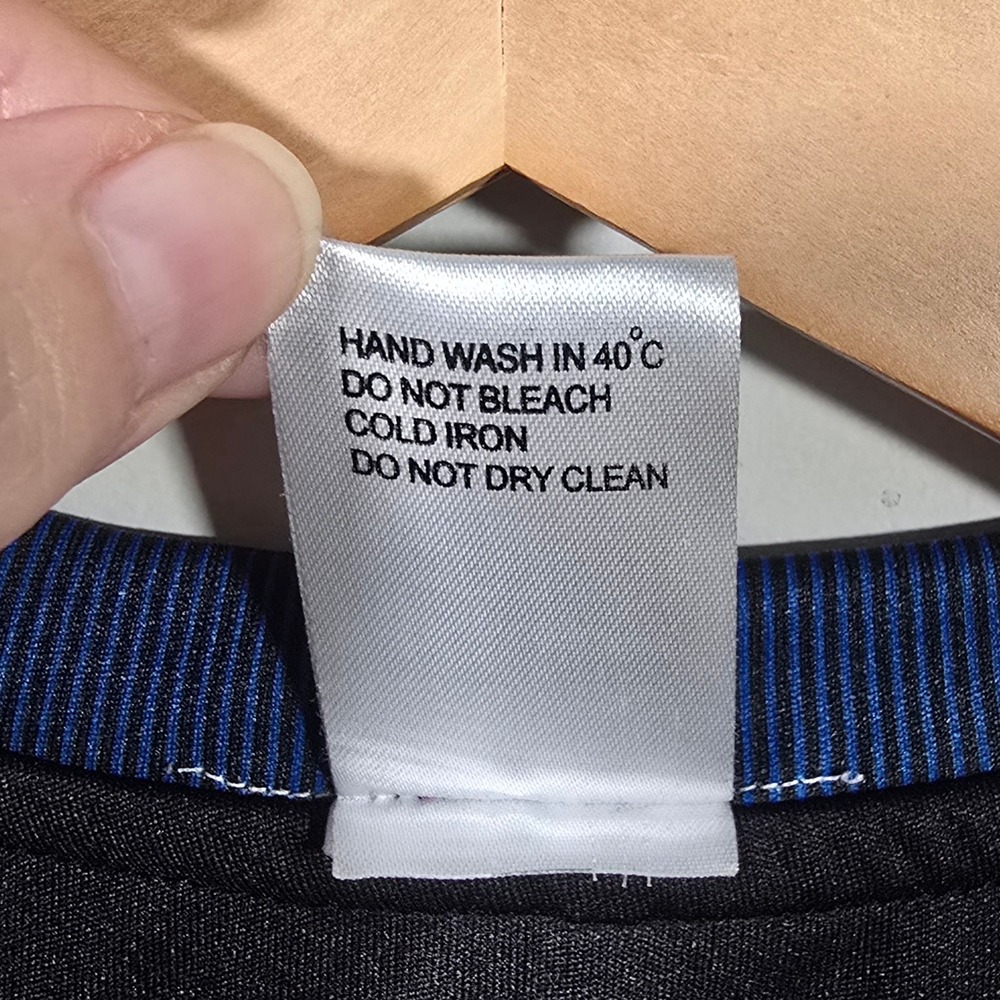 HAND WASH IN 40°C
DO NOT BLEACH
COLD IRON
DO NOT DRY CLEAN